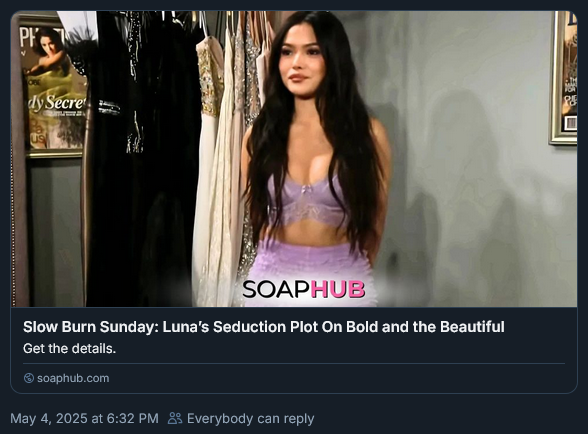 dy Secre
SOAPHUB
Slow Burn Sunday: Luna's Seduction Plot On Bold and the Beautiful
Get the details.
soaphub.com
May 4, 2025 at 6:32 PM Everybody can reply